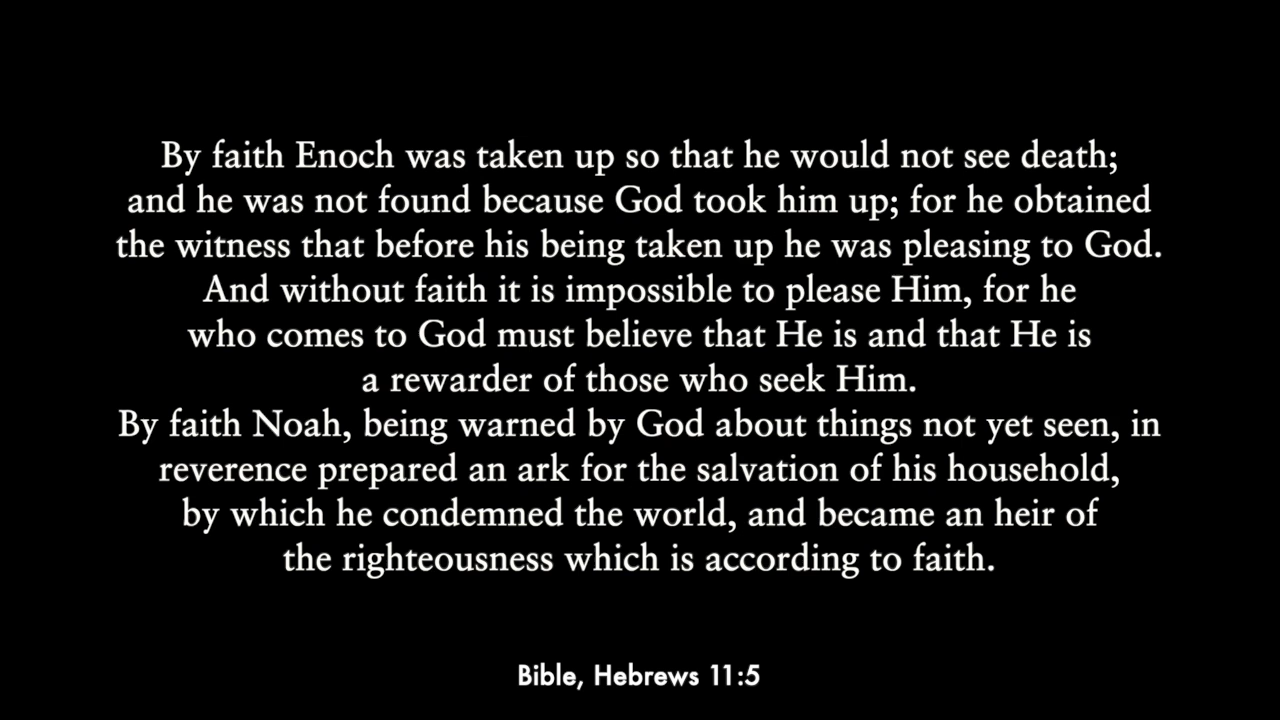 By faith Enoch was taken up so that he would not see death;
and he was not found because God took him up; for he obtained
the witness that before his being taken up he was pleasing to God.
And without faith it is impossible to please Him, for he
who comes to God must believe that He is and that He is
a rewarder of those who seek Him.
By faith Noah, being warned by God about things not yet seen, in
reverence prepared an ark for the salvation of his household,
by which he condemned the world, and became an heir of
the righteousness which is according to faith.
Bible, Hebrews 11:5